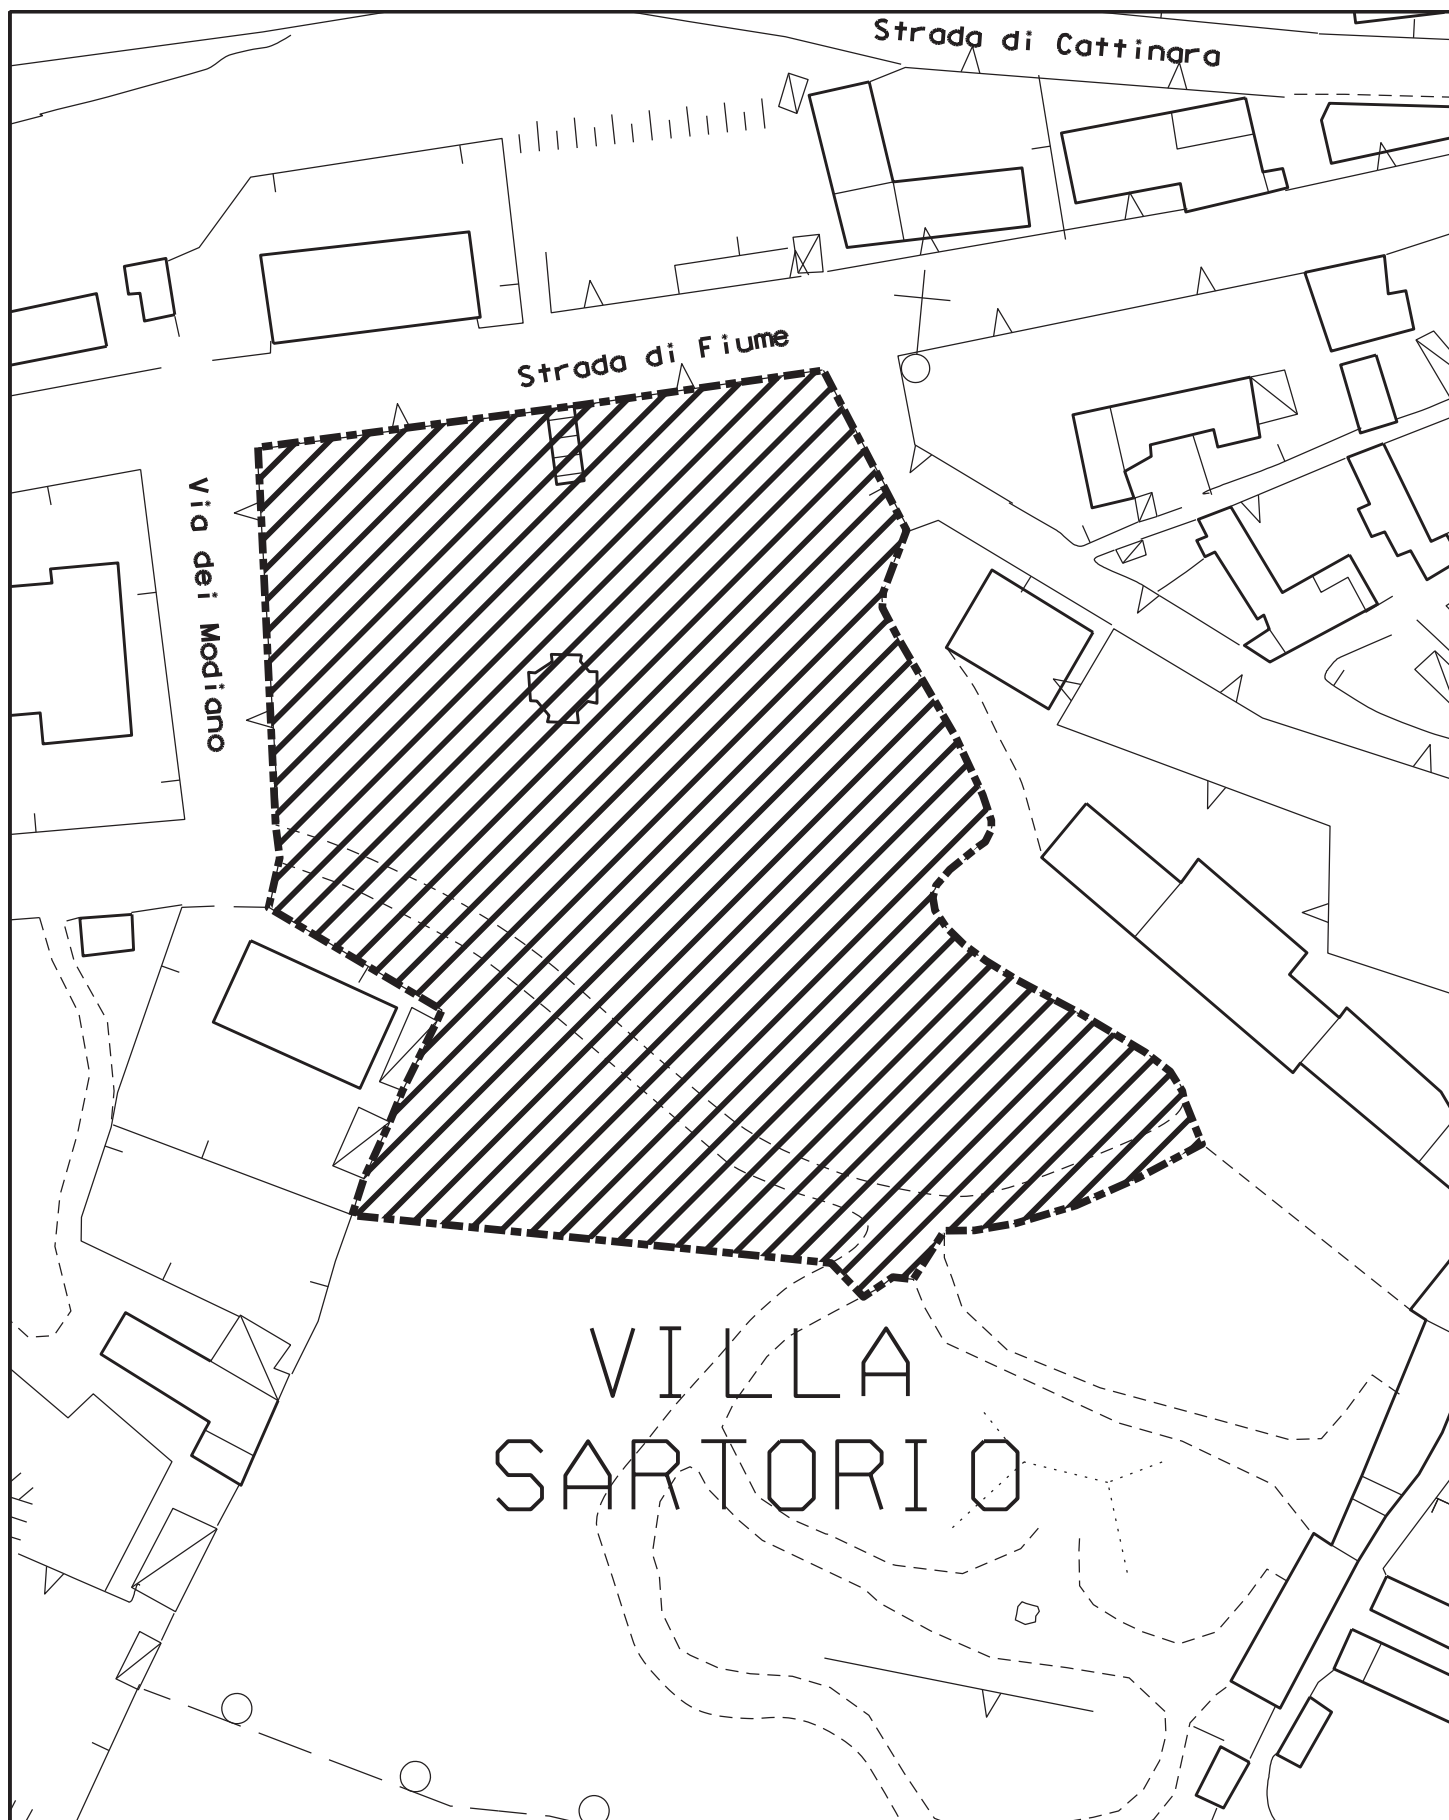 Strada di Cattinara
Strada di Fiume
Via dei Modiano
VILLA
SARTORIO